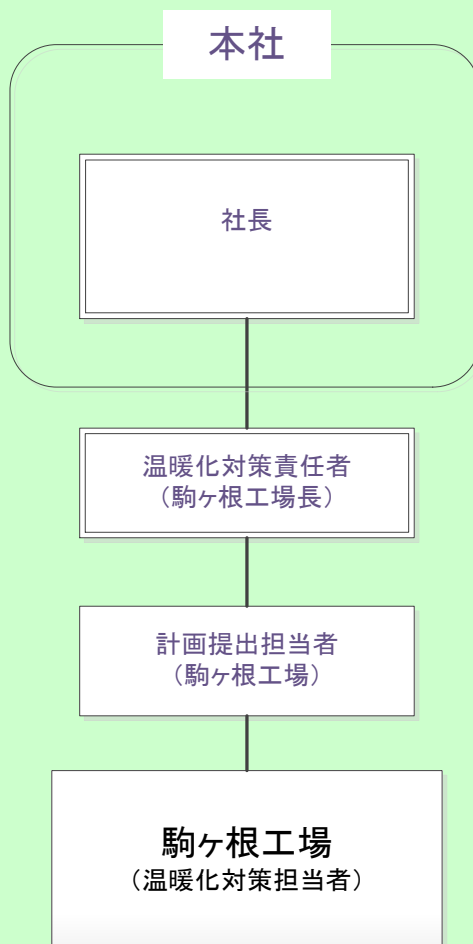 本社
社長
温暖化対策責任者
（駒ヶ根工場長）
計画提出担当者
（駒ヶ根工場）
駒ヶ根工場
（温暖化対策担当者）